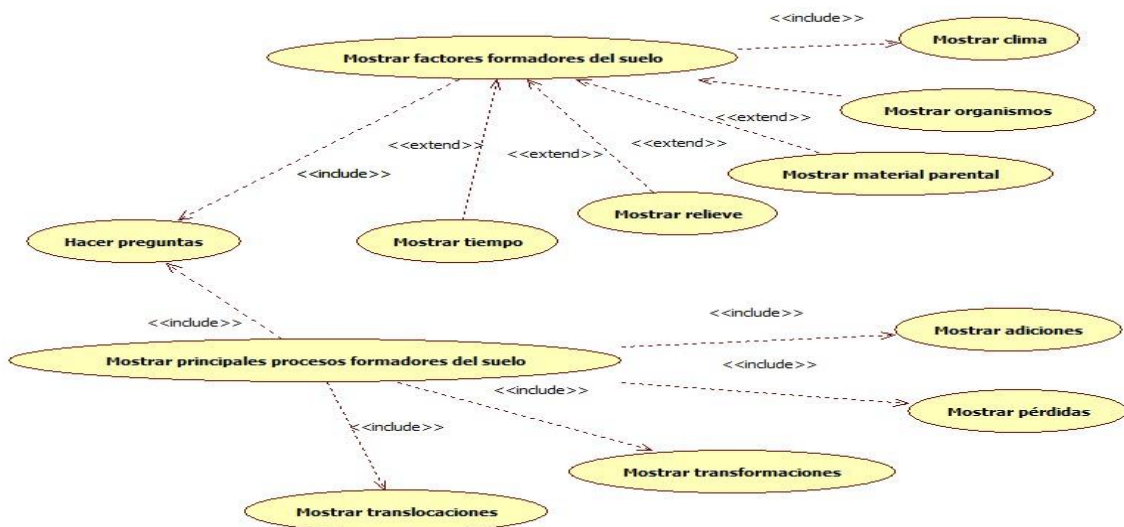 <<include>>
Mostrar clima
Mostrar factores formadores del suelo
Mostrar organismos
<<extend>>
<<extend>>
<<extend>>
<<extend>>
<<include>>
Mostrar material parental
Mostrar relieve
Hacer preguntas
Mostrar tiempo
<<include>>
<<include>>
Mostrar adiciones
Mostrar principales procesos formadores del suelo
<<include>>
<<include>>
Mostrar pérdidas
<<include>>
Mostrar transformaciones
Mostrar translocaciones